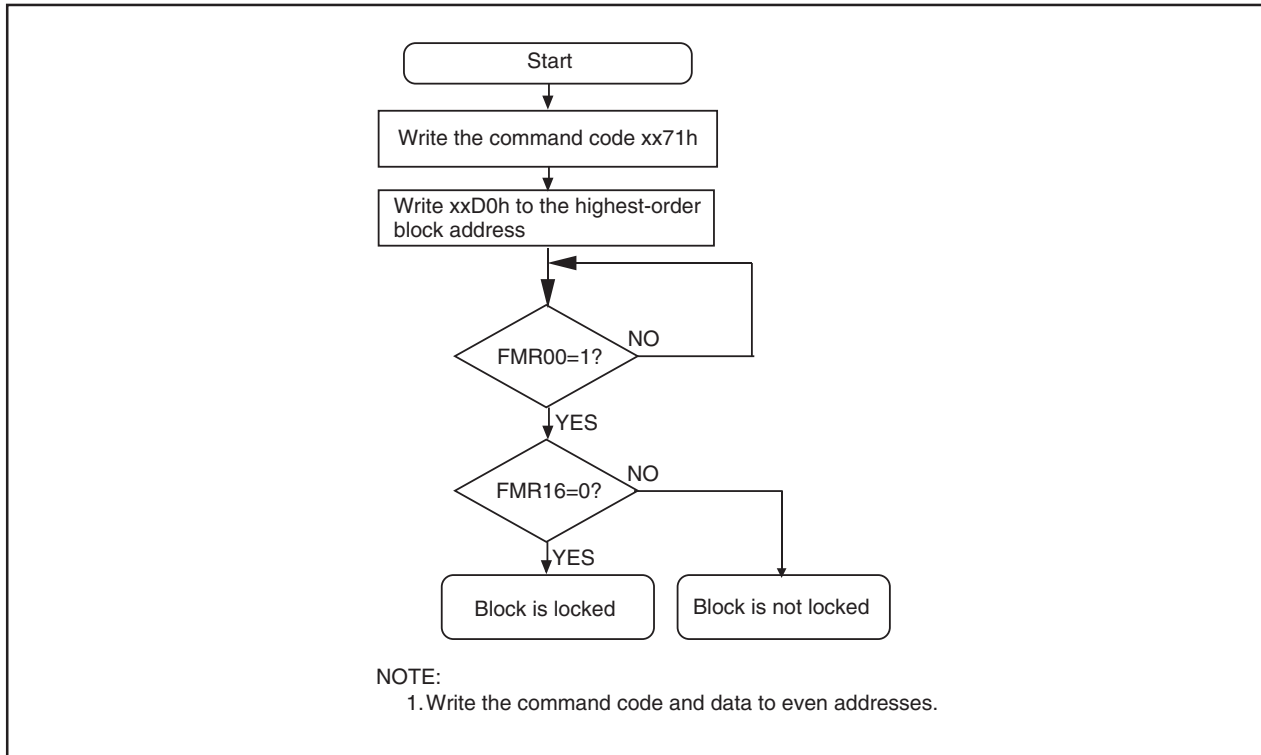 Start
Write the command code xx71h
Write xxD0h to the highest-order
block address
FMR00=1?
NO
YES
FMR16=0?
NO
YES
Block is locked
Block is not locked
NOTE:
1. Write the command code and data to even addresses.